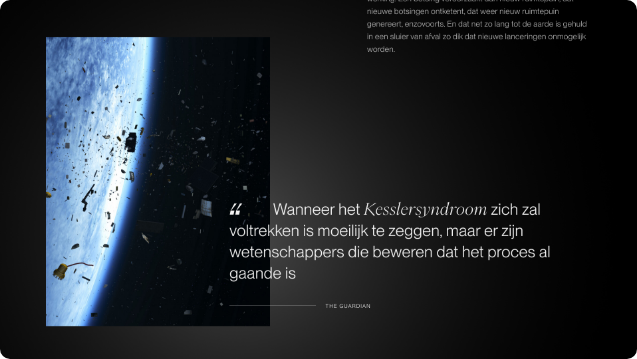 nieuwe botsingen ontketent, dat weer nieuw ruimtepuin
genereert, enzovoorts. En dat net zo lang tot de aarde is gehuld
in een sluier van afval zo dik dat nieuwe lanceringen onmogelijk
worden.
“ Wanneer het Kesslersyndroom zich zal
voltrekken is moeilijk te zeggen, maar er zijn
wetenschappers die beweren dat het proces al
gaande is
THE GUARDIAN